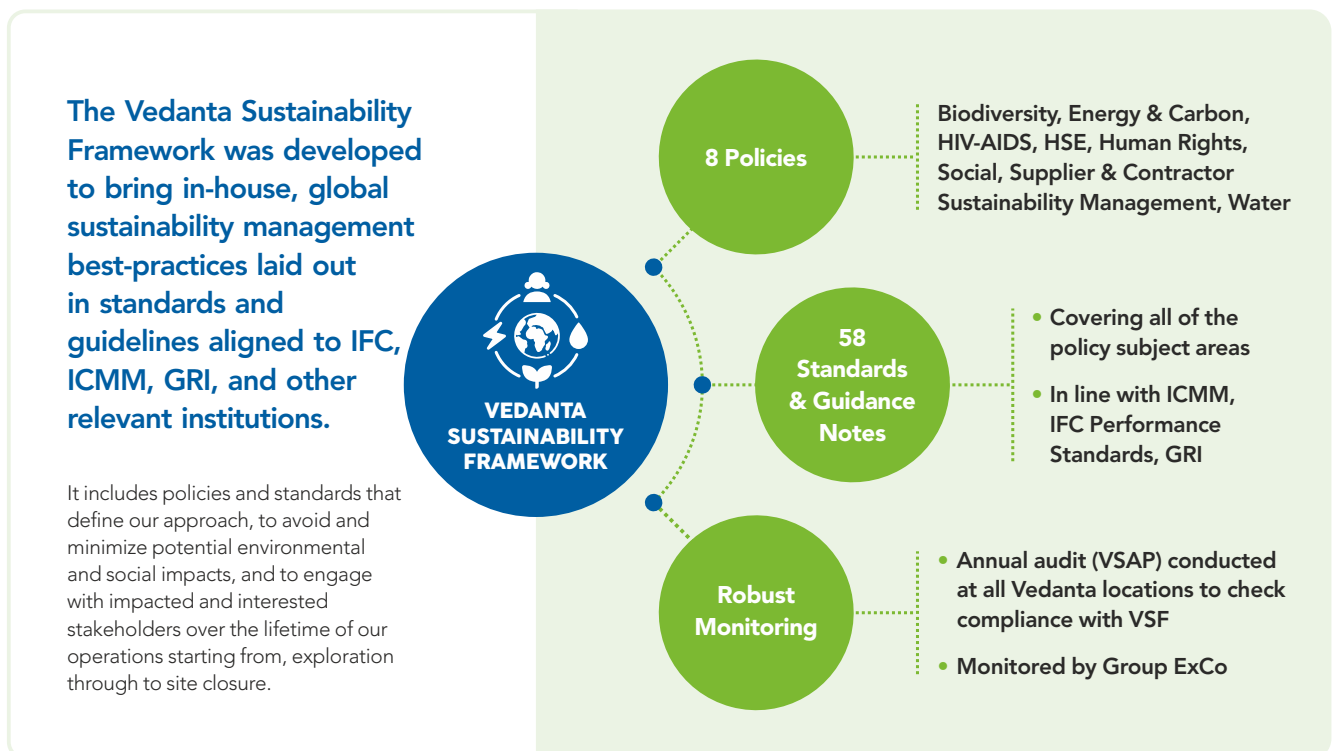 The Vedanta Sustainability
Framework was developed
to bring in-house, global
sustainability management
best-practices laid out
in standards and
guidelines aligned to IFC,
ICMM, GRI, and other
relevant institutions.
It includes policies and standards that
define our approach, to avoid and
minimize potential environmental
and social impacts, and to engage
with impacted and interested
stakeholders over the lifetime of our
operations starting from, exploration
through to site closure.
VEDANTA
SUSTAINABILITY
FRAMEWORK
8 Policies
Biodiversity, Energy & Carbon,
HIV-AIDS, HSE, Human Rights,
Social, Supplier & Contractor
Sustainability Management, Water
58
Standards
& Guidance
Notes
• Covering all of the
policy subject areas
• In line with ICMM,
IFC Performance
Standards, GRI
Robust
Monitoring
• Annual audit (VSAP) conducted
at all Vedanta locations to check
compliance with VSF
• Monitored by Group ExCo